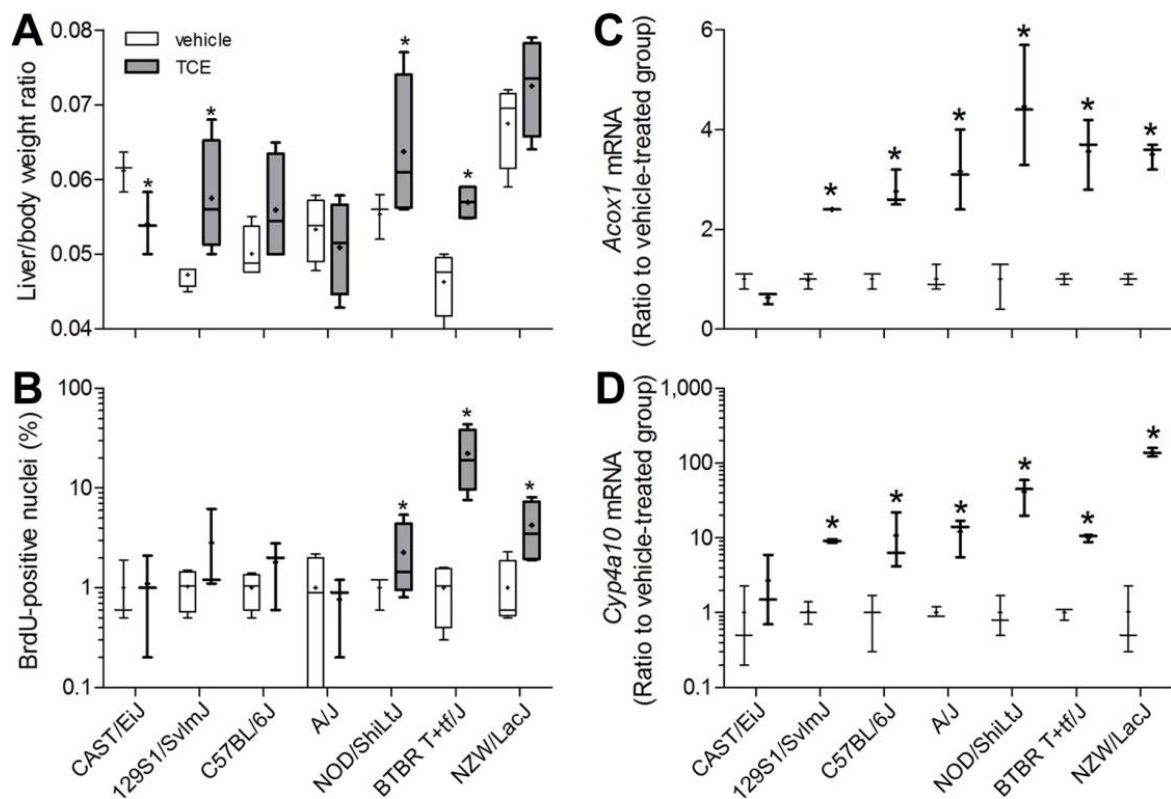 A
Liver/body weight ratio
0.08
0.07
0.06
0.05
0.04
vehicle
TCE
*
*
*
*
B
BrdU-positive nuclei (%)
100
10
1
0.1
*
*
*
CAST/EiJ
129S1/SvImJ
C57BL/6J
A/J
NOD/ShiLtJ
BTBR T+tf/J
NZW/LacJ
C
Acox1 mRNA
(Ratio to vehicle-treated group)
6
4
2
0
*
*
*
*
*
*
D
Cyp4a10 mRNA
(Ratio to vehicle-treated group)
1,000
100
10
1
0.1
*
*
*
*
*
*
CAST/EiJ
129S1/SvImJ
C57BL/6J
A/J
NOD/ShiLtJ
BTBR T+tf/J
NZW/LacJ